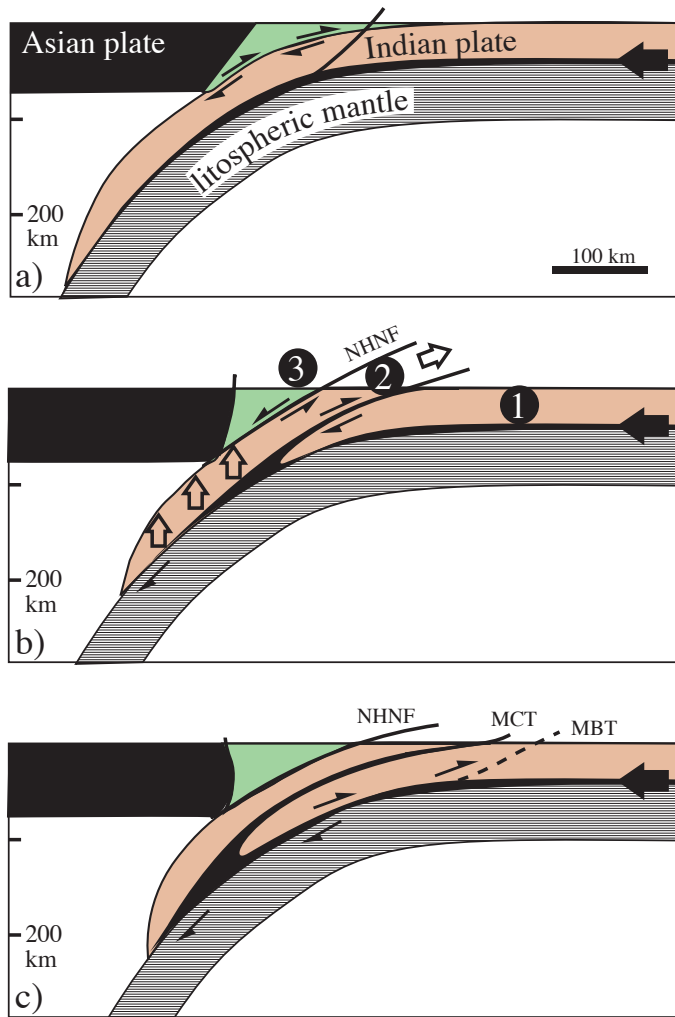 Asian plate
Indian plate
litospheric mantle
200
km
100 km
a)
NHNF
3
2
1
200
km
b)
NHNF
MCT
MBT
200
km
c)